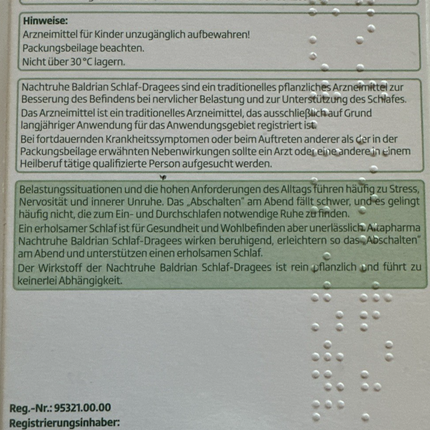 Hinweise:
Arzneimittel für Kinder unzugänglich aufbewahren!
Packungsbeilage beachten.
Nicht über 30 °C lagern.
Nachtruhe Baldrian Schlaf-Dragees sind ein traditionelles pflanzliches Arzneimittel zur
Besserung des Befindens bei nervlicher Belastung und zur Unterstützung des Schlafes.
Das Arzneimittel ist ein traditionelles Arzneimittel, das ausschließlich auf Grund
langjähriger Anwendung für das Anwendungsgebiet registriert ist.
Bei fortdauernden Krankheitssymptomen oder beim Auftreten anderer als der in der
Packungsbeilage erwähnten Nebenwirkungen sollte ein Arzt oder eine andere in einem
Heilberuf tätige qualifizierte Person aufgesucht werden.
Belastungssituationen und die hohen Anforderungen des Alltags führen häufig zu Stress,
Nervosität und innerer Unruhe. Das „Abschalten" am Abend fällt schwer, und es gelingt
häufig nicht, die zum Ein- und Durchschlafen notwendige Ruhe zu finden.
Ein erholsamer Schlaf ist für Gesundheit und Wohlbefinden aber unerlässlich. Altapharma
Nachtruhe Baldrian Schlaf-Dragees wirken beruhigend, erleichtern so das „Abschalten"
am Abend und unterstützen einen erholsamen Schlaf.
Der Wirkstoff der Nachtruhe Baldrian Schlaf-Dragees ist rein pflanzlich und führt zu
keinerlei Abhängigkeit.
Reg.-Nr.: 95321.00.00
Registrierungsinhaber: